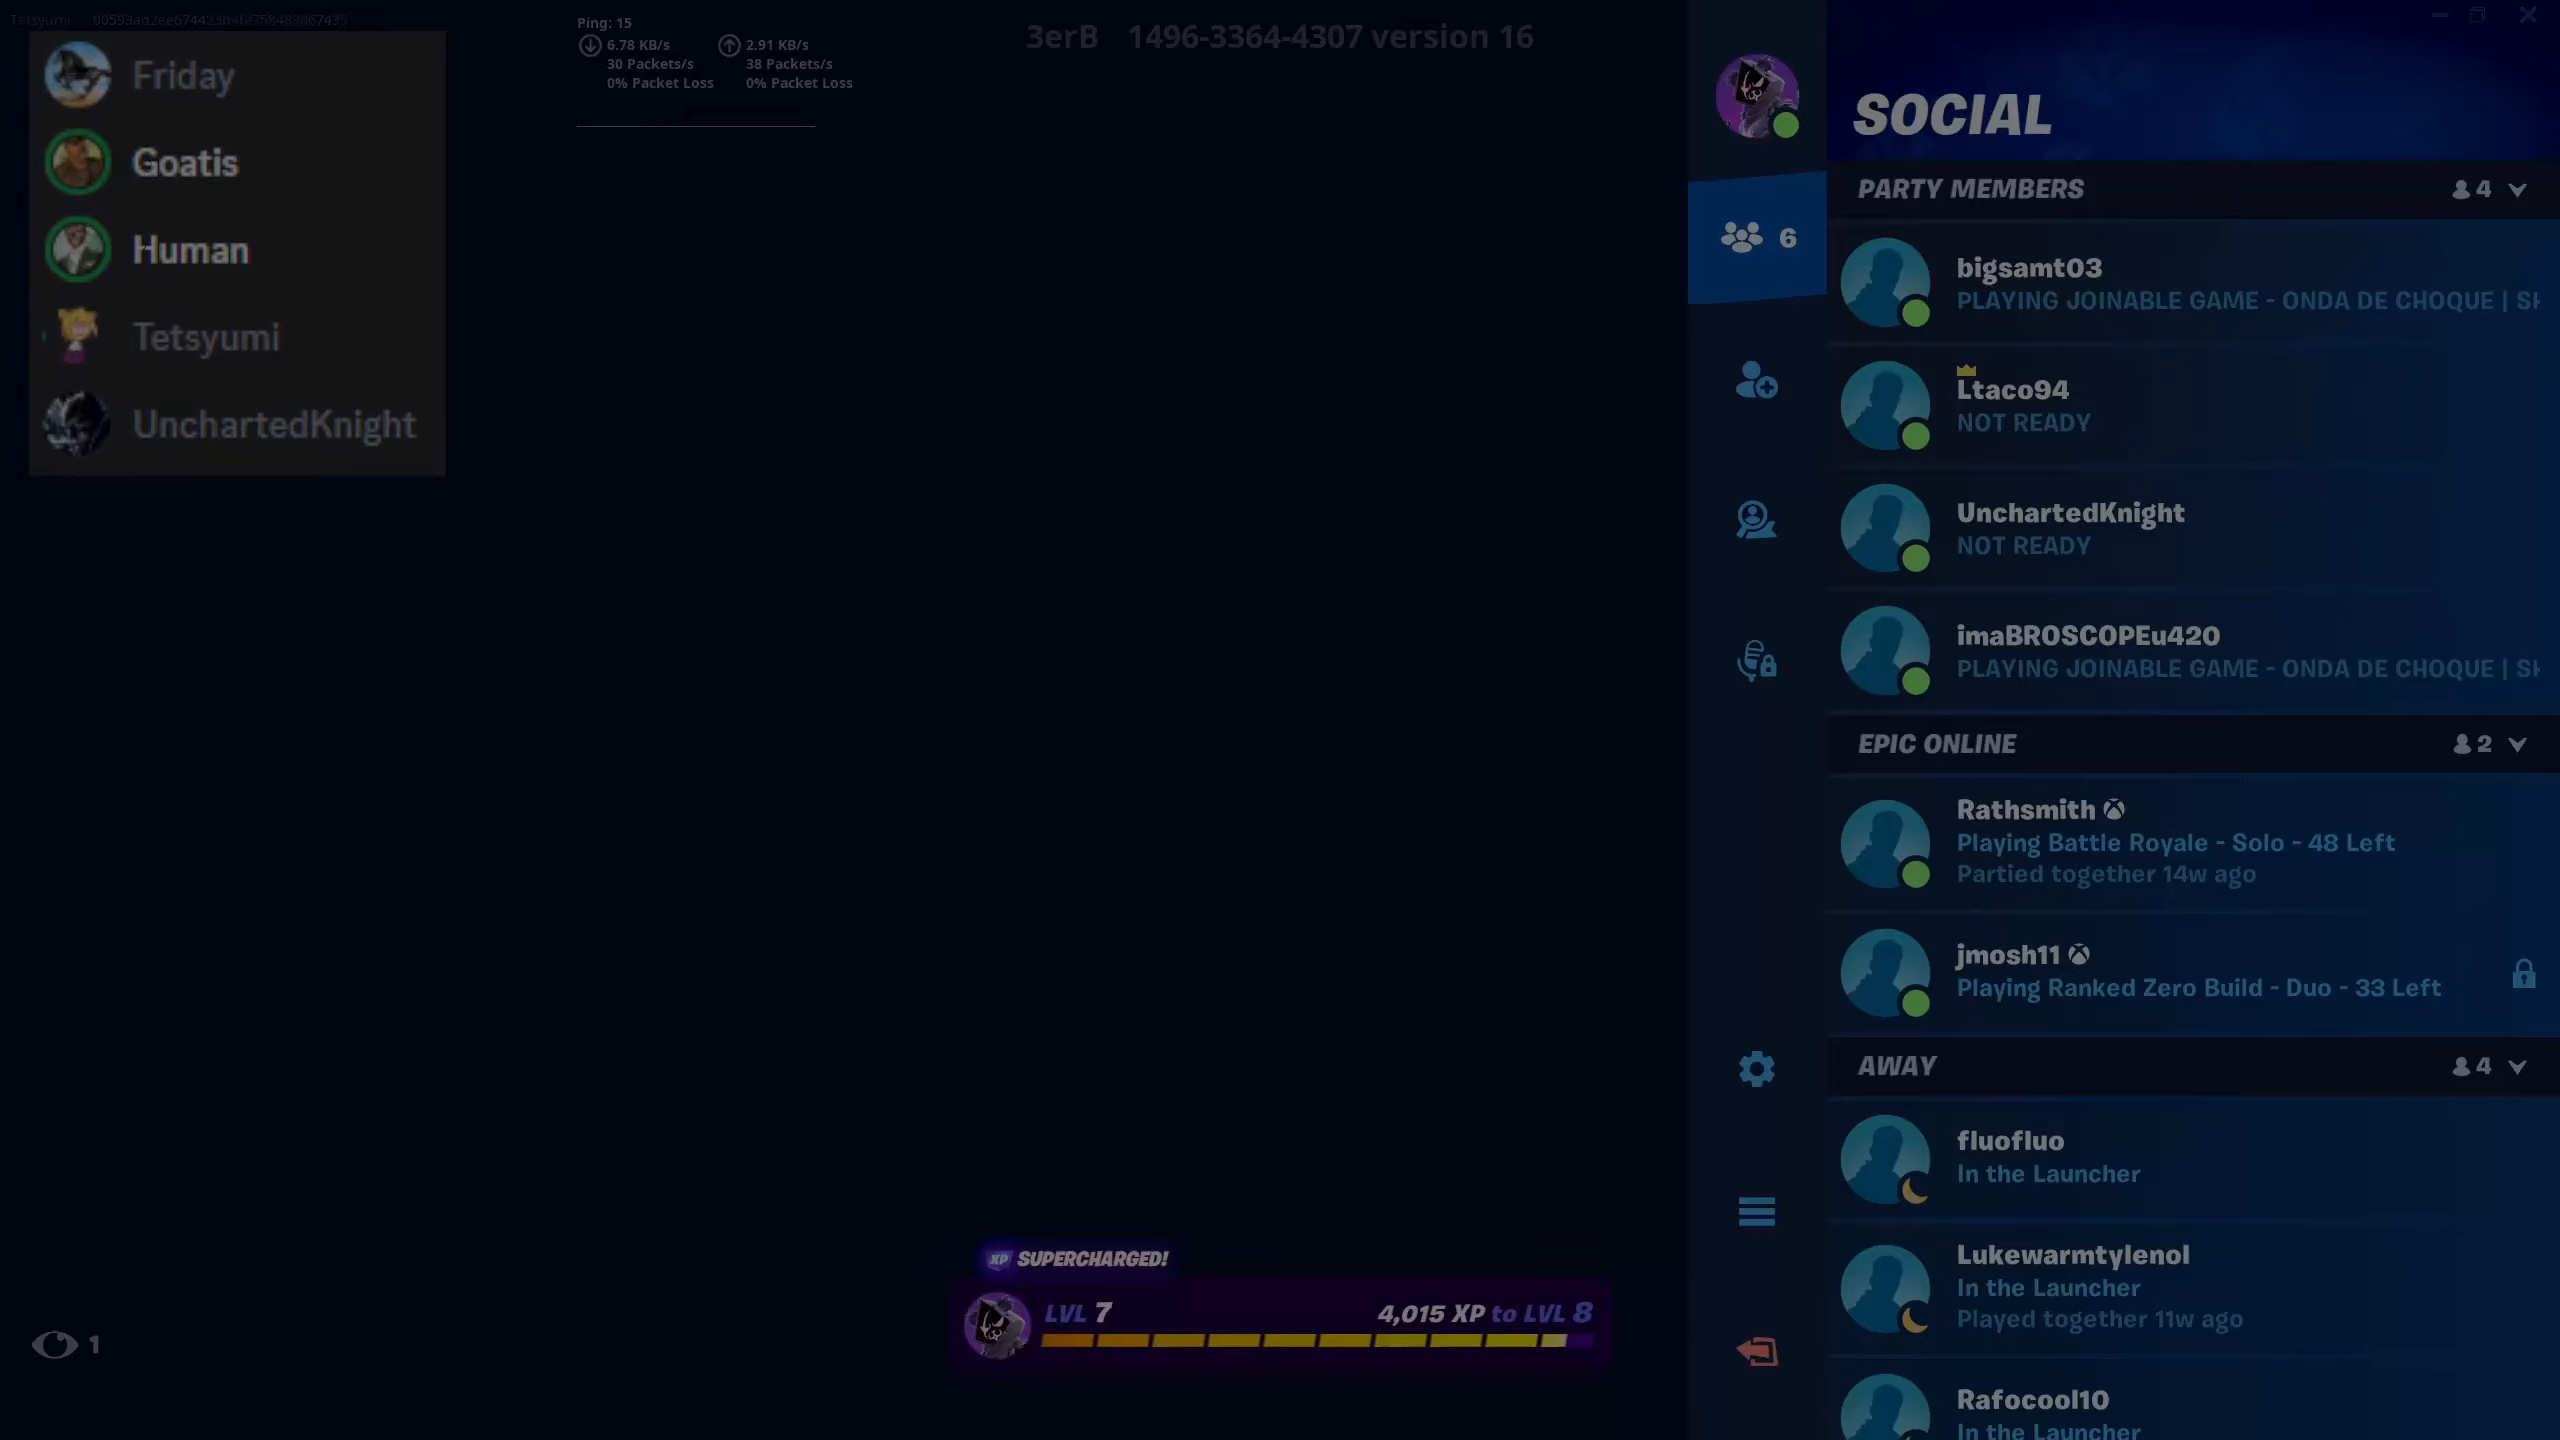 Tetsyumi
Friday
Goatis
Human
Tetsyumi
UnchartedKnight
Ping: 15
6.78 KB/s
30 Packets/s
0% Packet Loss
2.91 KB/s
38 Packets/s
0% Packet Loss
3erB 1496-3364-4307 version 16
SOCIAL
6
PARTY MEMBERS 4
bigsamt03
PLAYING JOINABLE GAME - ONDA DE CHOQUE |
Ltaco94
NOT READY
UnchartedKnight
NOT READY
imaBROSCOPEu420
PLAYING JOINABLE GAME - ONDA DE CHOQUE |
EPIC ONLINE 2
Rathsmith
Playing Battle Royale - Solo - 48 Left
Partied together 14w ago
jmosh11
Playing Ranked Zero Build - Duo - 33 Left
AWAY 4
fluofluo
In the Launcher
Lukewarmtylenol
In the Launcher
Played together 11w ago
Rafocool10
In the Launcher
XP SUPERCHARGED!
LVL 7 4,015 XP to LVL 8
1